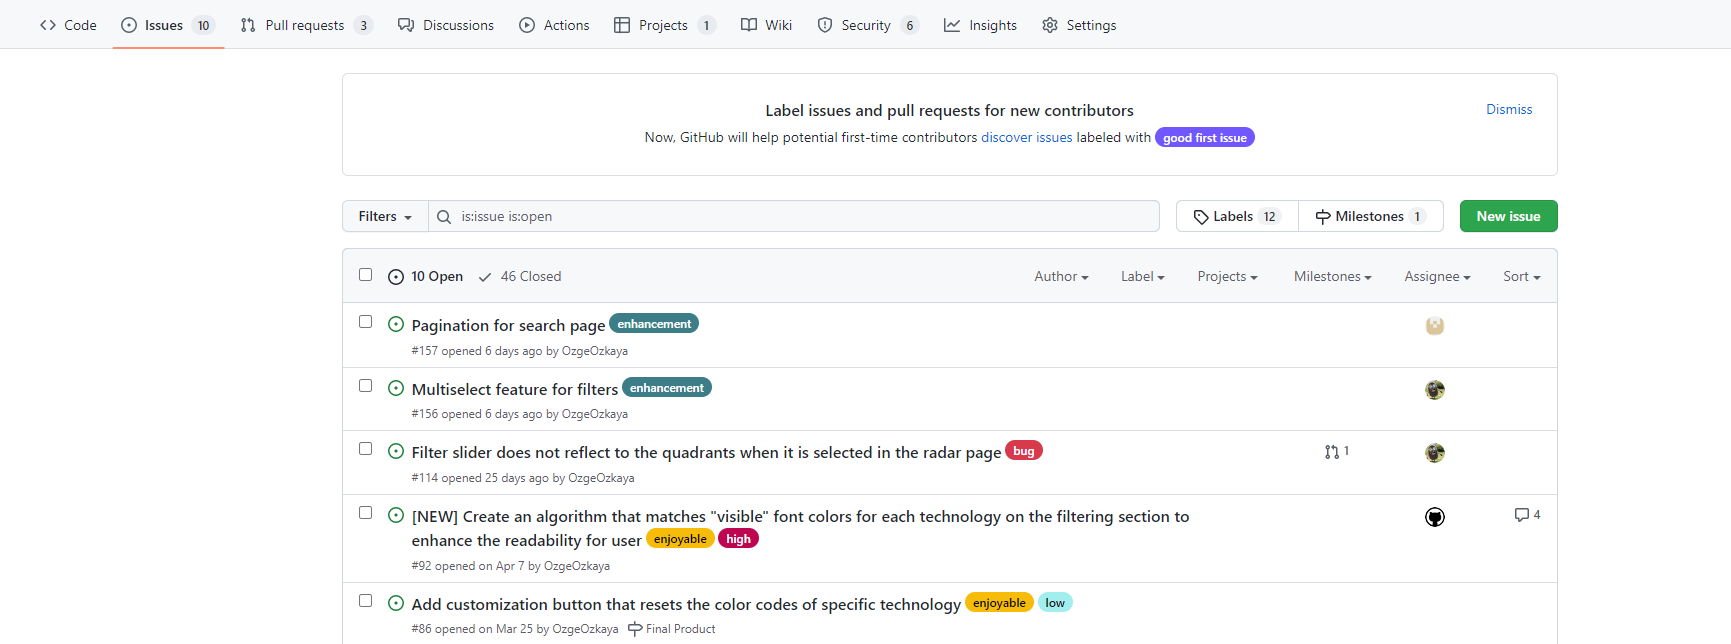 Code Issues 10 Pull requests 3 Discussions Actions Projects 1 Wiki Security 6 Insights Settings
Label issues and pull requests for new contributors
Dismiss
Now, GitHub will help potential first-time contributors discover issues labeled with good first issue
Filters is:issue is:open Labels 12 Milestones 1 New issue
10 Open 46 Closed Author Label Projects Milestones Assignee Sort
Pagination for search page enhancement
#157 opened 6 days ago by OzgeOzkaya
Multiselect feature for filters enhancement
#156 opened 6 days ago by OzgeOzkaya
Filter slider does not reflect to the quadrants when it is selected in the radar page bug 1
#114 opened 25 days ago by OzgeOzkaya
[NEW] Create an algorithm that matches "visible" font colors for each technology on the filtering section to 4
enhance the readability for user enjoyable high
#92 opened on Apr 7 by OzgeOzkaya
Add customization button that resets the color codes of specific technology enjoyable low
#86 opened on Mar 25 by OzgeOzkaya Final Product